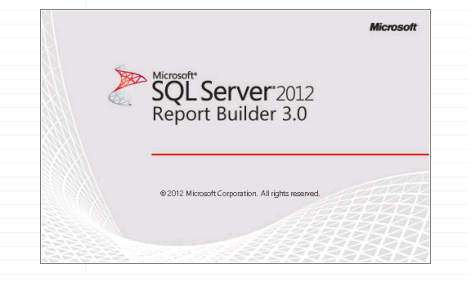 Microsoft
Microsoft®
SQL Server® 2012
Report Builder 3.0
© 2012 Microsoft Corporation. All rights reserved.